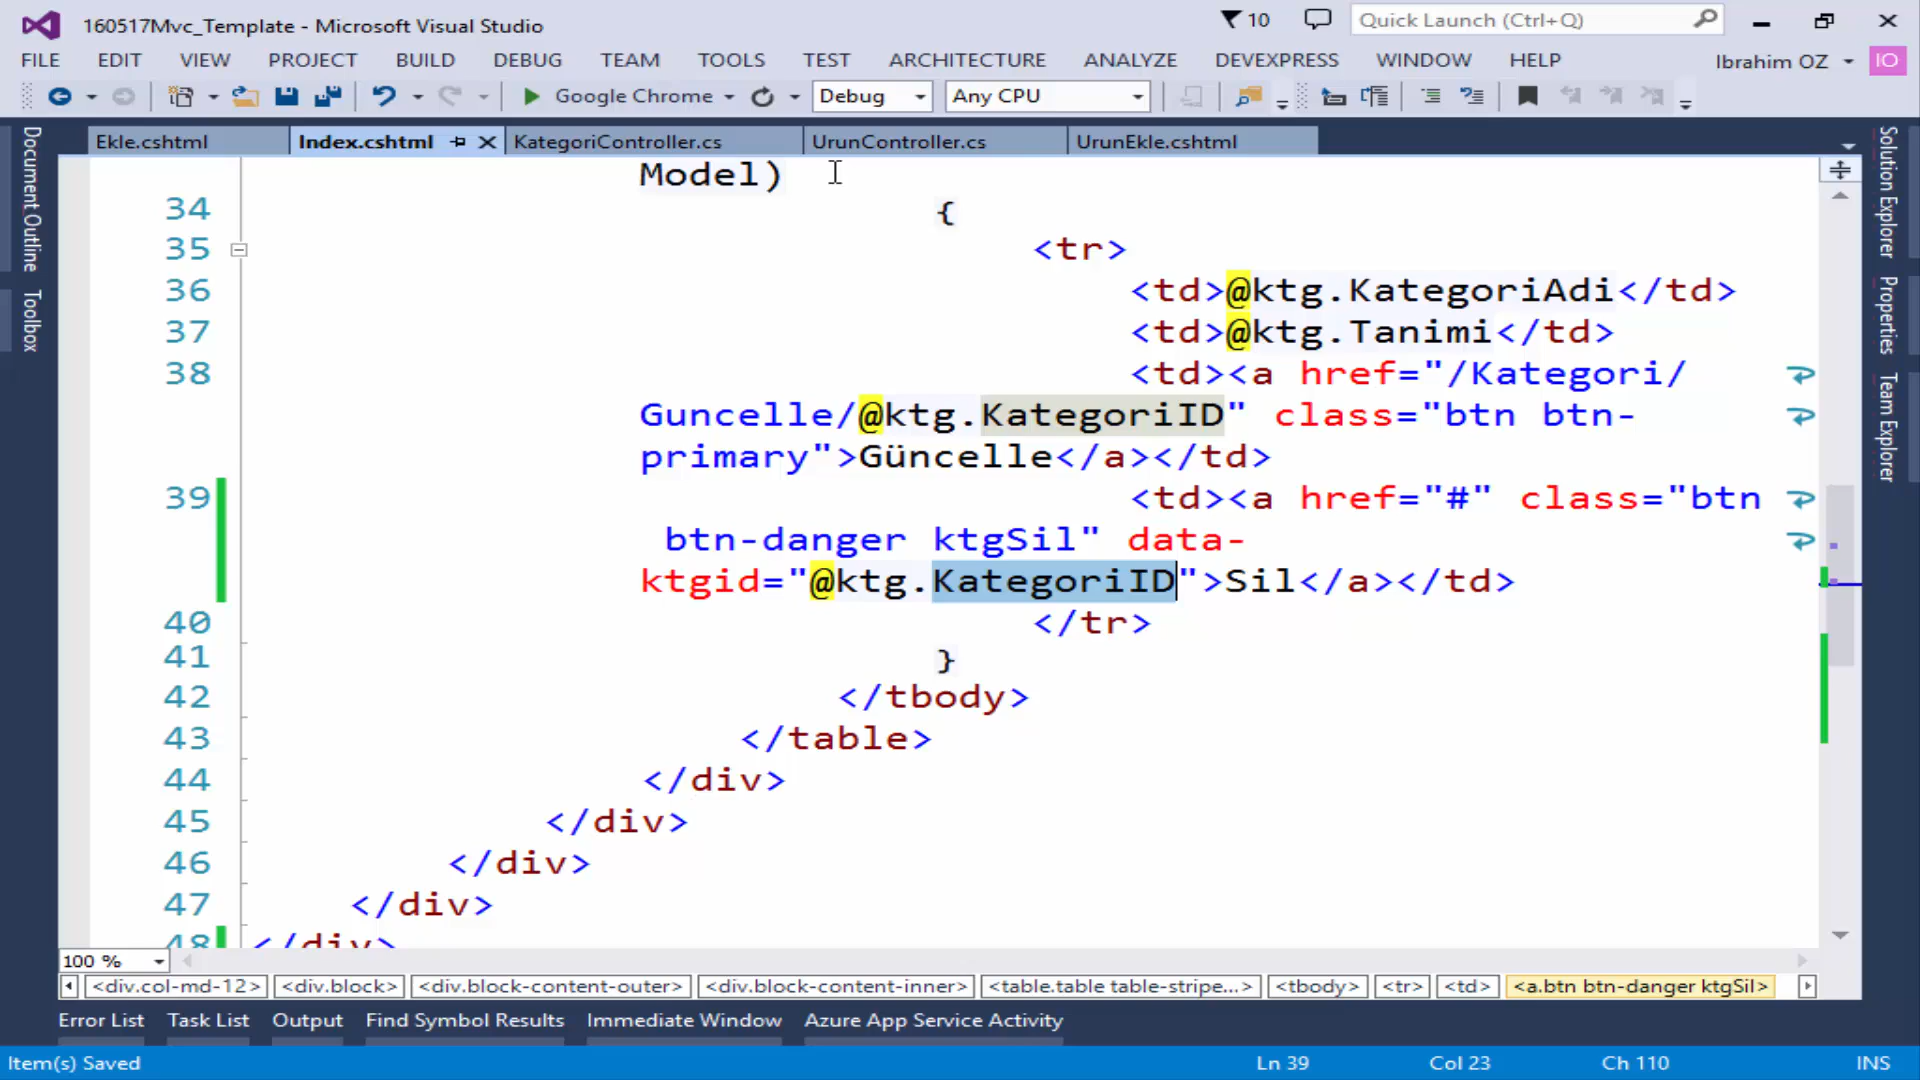 160517Mvc_Template - Microsoft Visual Studio
10
Quick Launch (Ctrl+Q)
FILE EDIT VIEW PROJECT BUILD DEBUG TEAM TOOLS TEST ARCHITECTURE ANALYZE DEVEXPRESS WINDOW HELP
Ibrahim OZ
IO
Google Chrome
Debug
Any CPU
Ekle.cshtml
Index.cshtml
KategoriController.cs
UrunController.cs
UrunEkle.cshtml
Document Outline
Toolbox
Solution Explorer
Properties
Team Explorer
Model)
34 {
35 <tr>
36 <td>@ktg.KategoriAdi</td>
37 <td>@ktg.Tanimi</td>
38 <td><a href="/Kategori/
Guncelle/@ktg.KategoriID" class="btn btn-
primary">Güncelle</a></td>
39 <td><a href="#" class="btn
btn-danger ktgSil" data-
ktgid="@ktg.KategoriID">Sil</a></td>
40 </tr>
41 }
42 </tbody>
43 </table>
44 </div>
45 </div>
46 </div>
47 </div>
48 </div>
100 %
<div.col-md-12> <div.block> <div.block-content-outer> <div.block-content-inner> <table.table table-stripe...> <tbody> <tr> <td> <a.btn btn-danger ktgSil>
Error List Task List Output Find Symbol Results Immediate Window Azure App Service Activity
Item(s) Saved
Ln 39
Col 23
Ch 110
INS